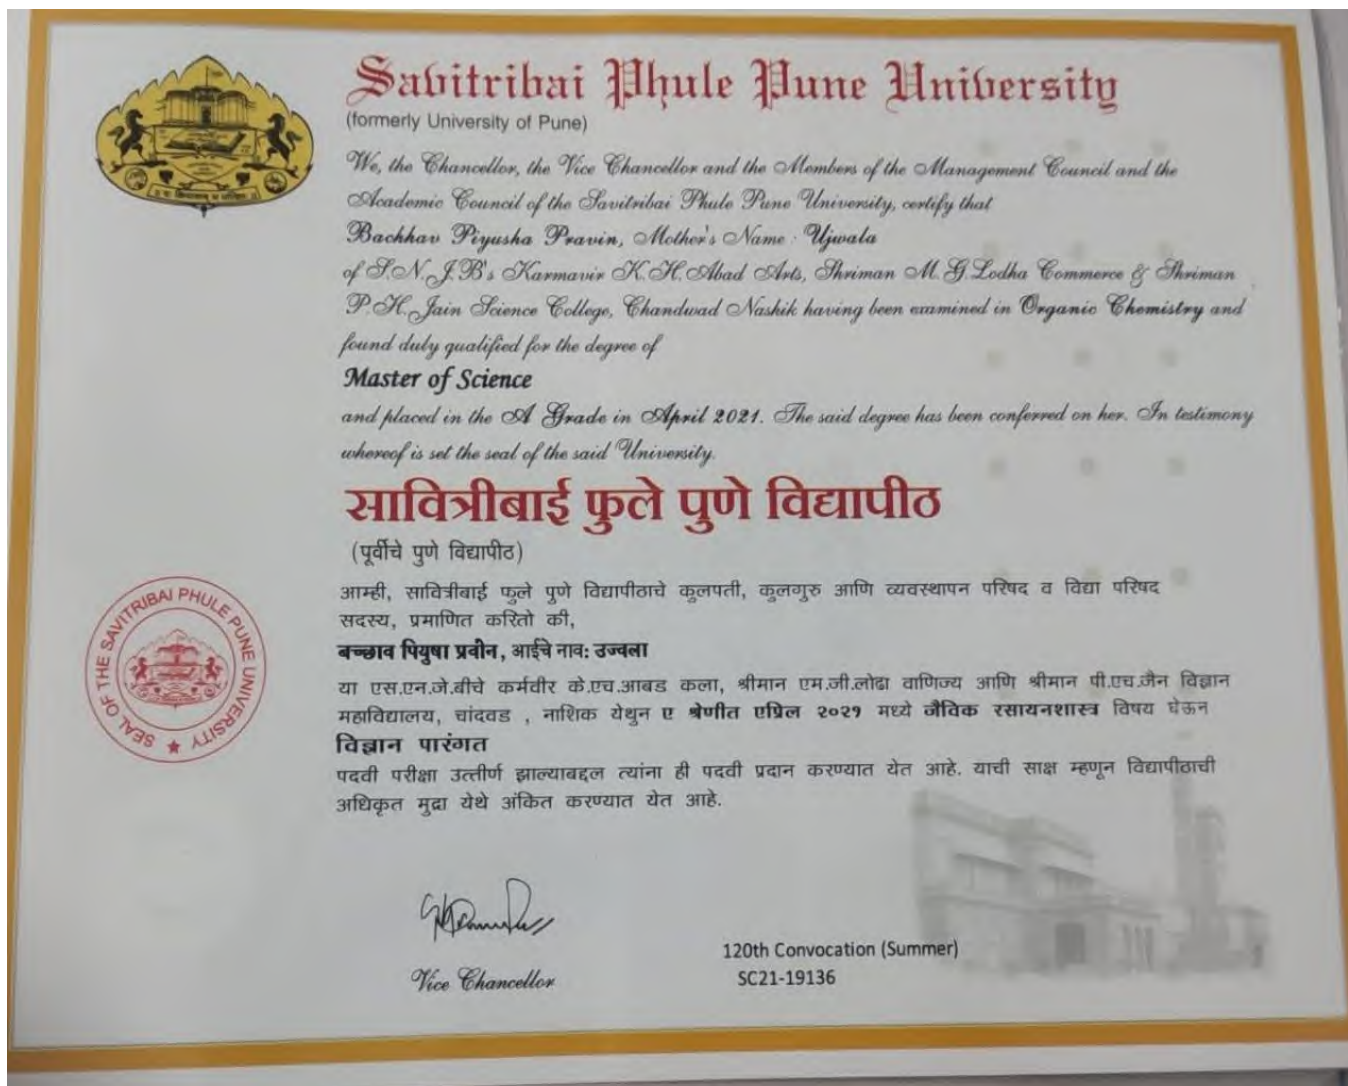 Savitribai Phule Pune University
(formerly University of Pune)
We, the Chancellor, the Vice Chancellor and the Members of the Management Council and the
Academic Council of the Savitribai Phule Pune University, certify that
Bachhav Piyusha Pravin, Mother's Name : Ujwala
of S.N.J.B's Karmavir K.H.Abad Arts, Shriman M.G.Lodha Commerce & Shriman
P.H.Jain Science College, Chandwad Nashik having been examined in Organic Chemistry and
found duly qualified for the degree of
Master of Science
and placed in the A Grade in April 2021. The said degree has been conferred on her. In testimony
whereof is set the seal of the said University.
सावित्रीबाई फुले पुणे विद्यापीठ
(पूर्वीचे पुणे विद्यापीठ)
आम्ही, सावित्रीबाई फुले पुणे विद्यापीठाचे कुलपती, कुलगुरु आणि व्यवस्थापन परिषद व विद्या परिषद
सदस्य, प्रमाणित करितो की,
बच्छाव पियुषा प्रवीन, आईचे नाव: उज्वला
या एस.एन.जे.बीचे कर्मवीर के.एच.आबड कला, श्रीमान एम.जी.लोढा वाणिज्य आणि श्रीमान पी.एच.जैन विज्ञान
महाविद्यालय, चांदवड , नाशिक येथुन ए श्रेणीत एप्रिल २०२१ मध्ये जैविक रसायनशास्त्र विषय घेऊन
विज्ञान पारंगत
पदवी परीक्षा उत्तीर्ण झाल्याबद्दल त्यांना ही पदवी प्रदान करण्यात येत आहे. याची साक्ष म्हणून विद्यापीठाची
अधिकृत मुद्रा येथे अंकित करण्यात येत आहे.
SEAL OF THE SAVITRIBAI PHULE PUNE UNIVERSITY
Vice Chancellor
120th Convocation (Summer)
SC21-19136